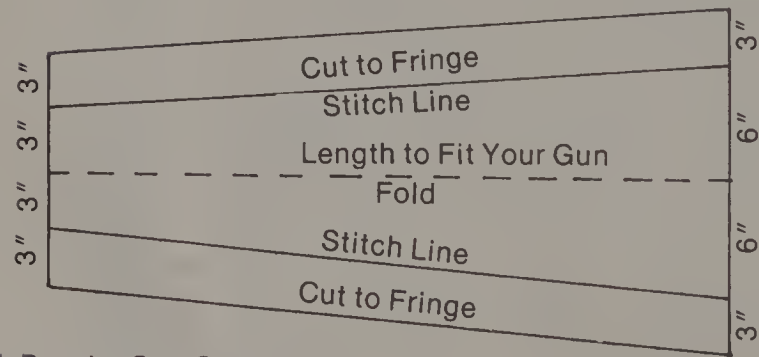 3"
Cut to Fringe
3"
Stitch Line
3"
6"
Length to Fit Your Gun
Fold
3"
6"
Stitch Line
3"
Cut to Fringe
3"